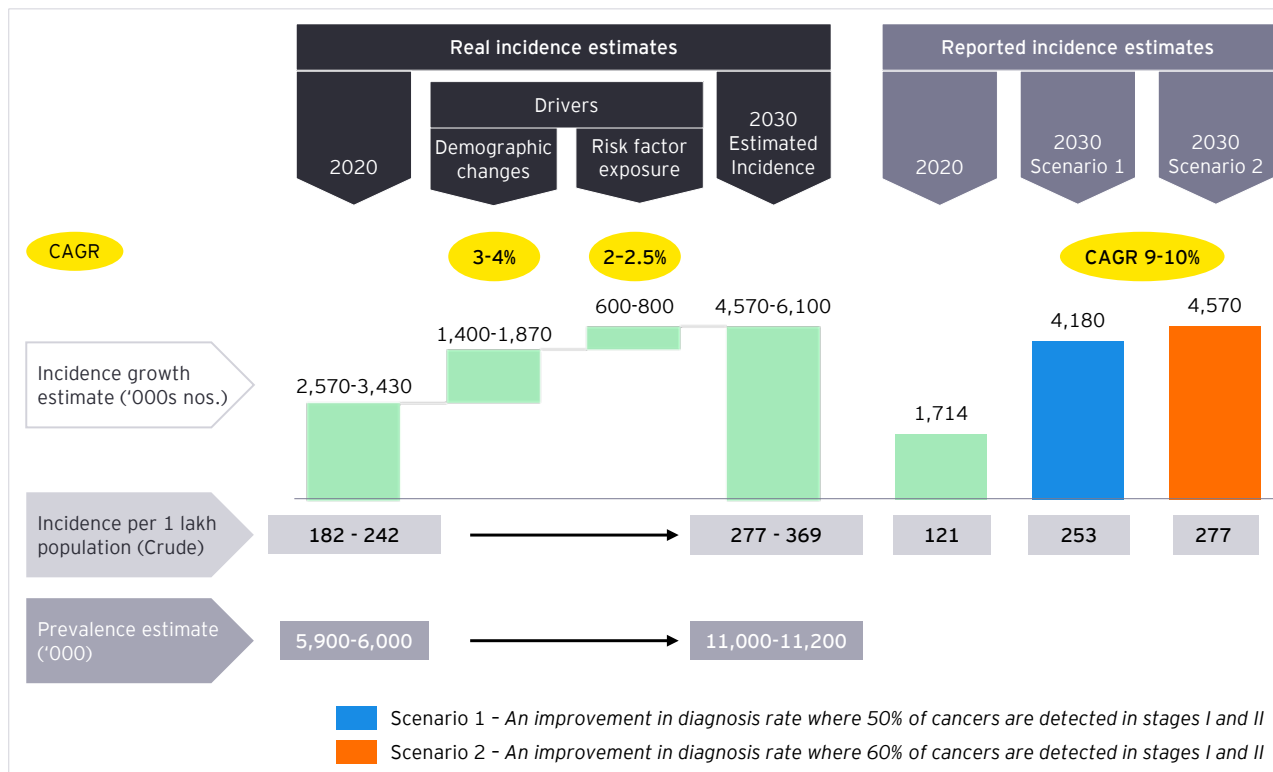 Real incidence estimates
Reported incidence estimates
Drivers
2020
Demographic
changes
Risk factor
exposure
2030
Estimated
Incidence
2020
2030
Scenario 1
2030
Scenario 2
CAGR
3-4%
2–2.5%
CAGR 9-10%
Incidence growth
estimate (‘000s nos.)
2,570-3,430
1,400-1,870
600-800
4,570-6,100
1,714
4,180
4,570
Incidence per 1 lakh
population (Crude)
182 - 242
277 - 369
121
253
277
Prevalence estimate
(‘000)
5,900-6,000
11,000-11,200
Scenario 1 – An improvement in diagnosis rate where 50% of cancers are detected in stages I and II
Scenario 2 – An improvement in diagnosis rate where 60% of cancers are detected in stages I and II